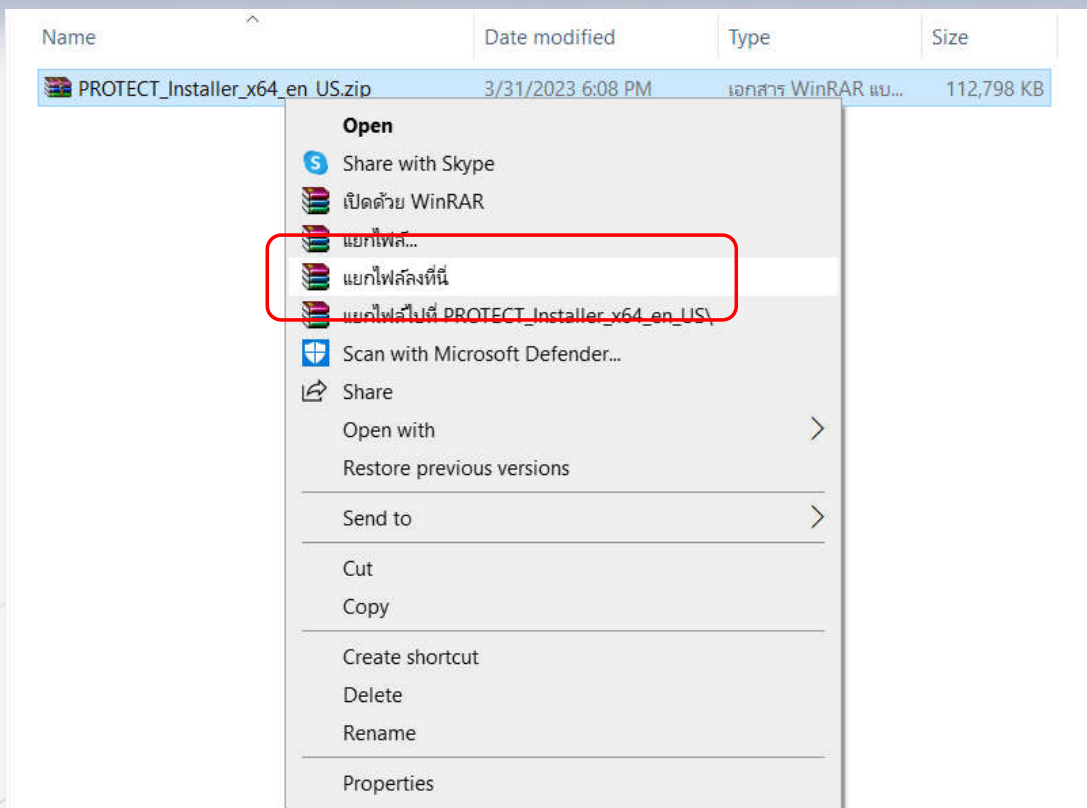 Name Date modified Type Size
PROTECT_Installer_x64_en_US.zip 3/31/2023 6:08 PM เอกสาร WinRAR แบ... 112,798 KB
Open
Share with Skype
เปิดด้วย WinRAR
แยกไฟล์...
แยกไฟล์ลงที่นี่
แยกไฟล์ไปที่ PROTECT_Installer_x64_en_US\
Scan with Microsoft Defender...
Share
Open with
Restore previous versions
Send to
Cut
Copy
Create shortcut
Delete
Rename
Properties